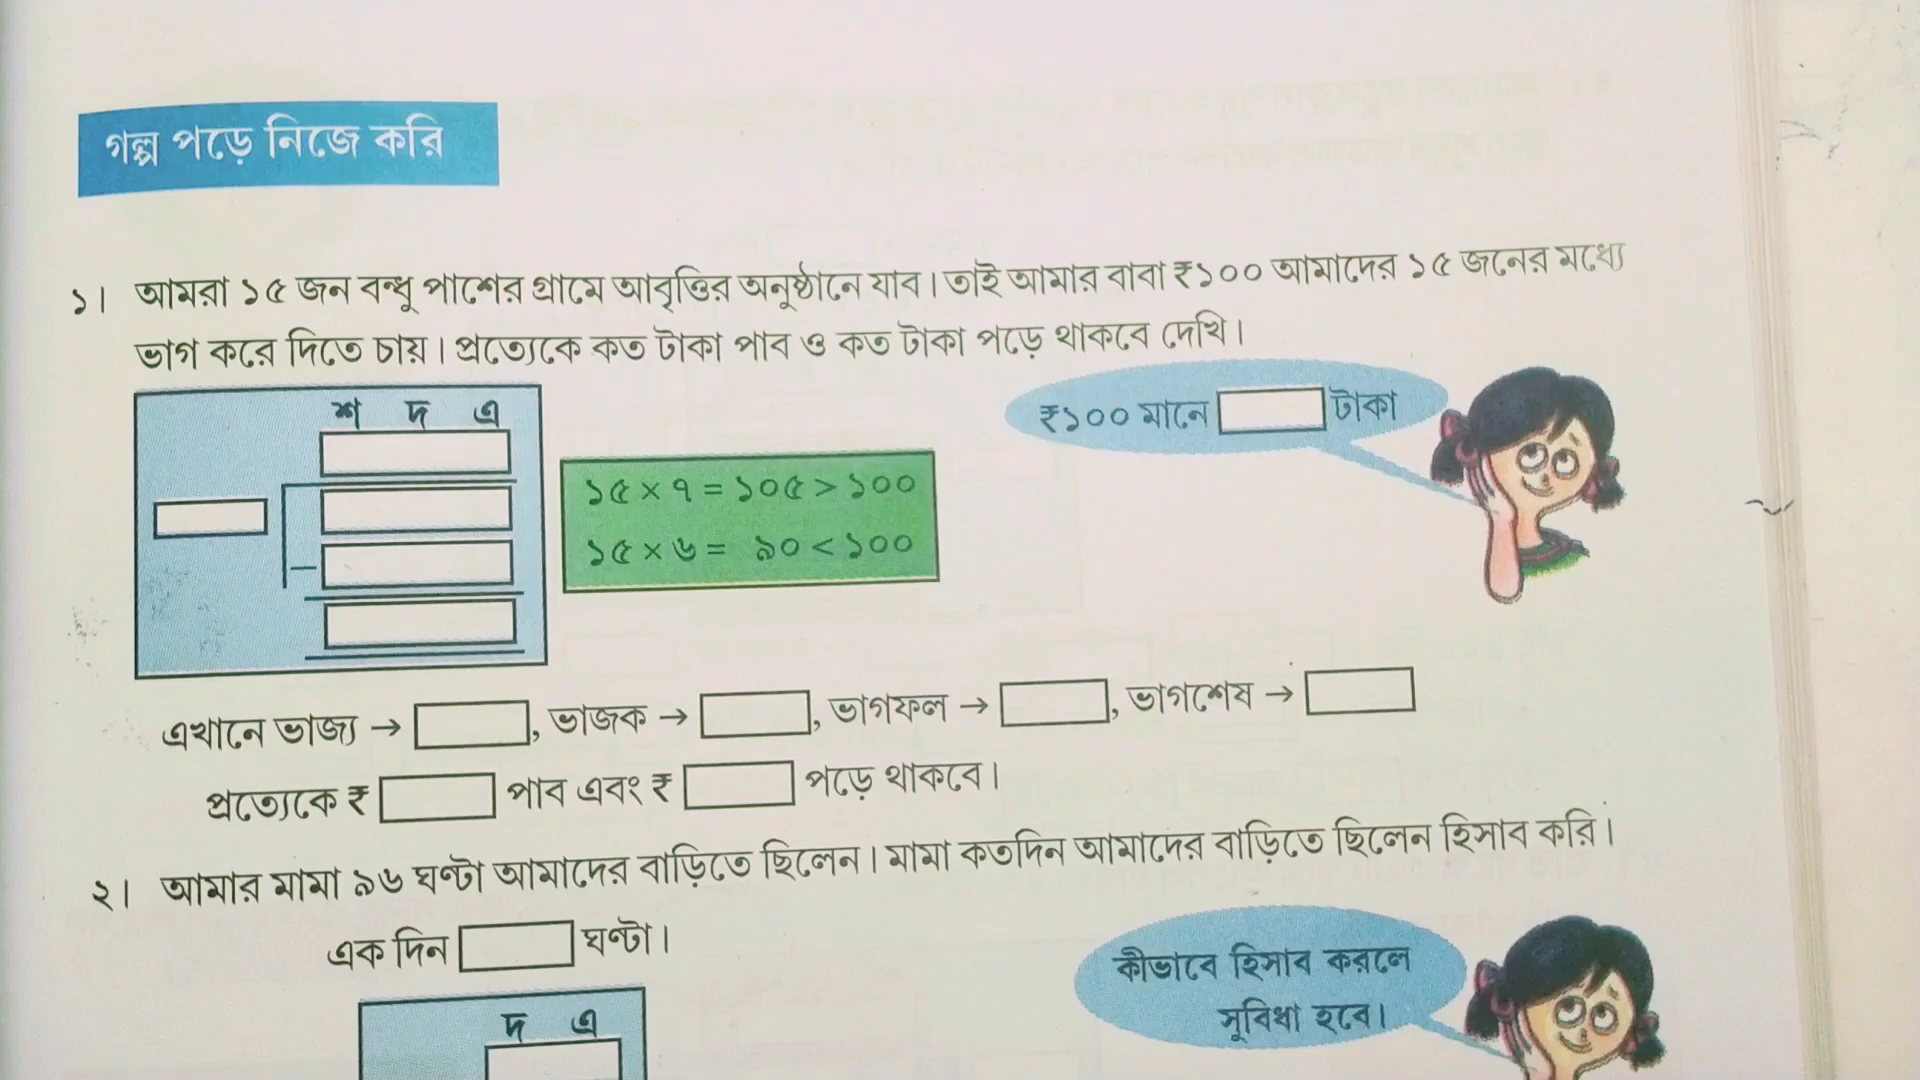 গল্প পড়ে নিজে করি
১। আমরা ১৫ জন বন্ধু পাশের গ্রামে আবৃত্তির অনুষ্ঠানে যাব। তাই আমার বাবা ₹১০০ আমাদের ১৫ জনের মধ্যে
ভাগ করে দিতে চায়। প্রত্যেকে কত টাকা পাব ও কত টাকা পড়ে থাকবে দেখি।
শ দ এ
₹১০০ মানে টাকা
১৫ × ৭ = ১০৫ > ১০০
১৫ × ৬ = ৯০ < ১০০
এখানে ভাজ্য → , ভাজক → , ভাগফল → , ভাগশেষ →
প্রত্যেকে ₹ পাব এবং ₹ পড়ে থাকবে।
২। আমার মামা ৯৬ ঘণ্টা আমাদের বাড়িতে ছিলেন। মামা কতদিন আমাদের বাড়িতে ছিলেন হিসাব করি।
এক দিন ঘণ্টা।
কীভাবে হিসাব করলে
সুবিধা হবে।
দ এ